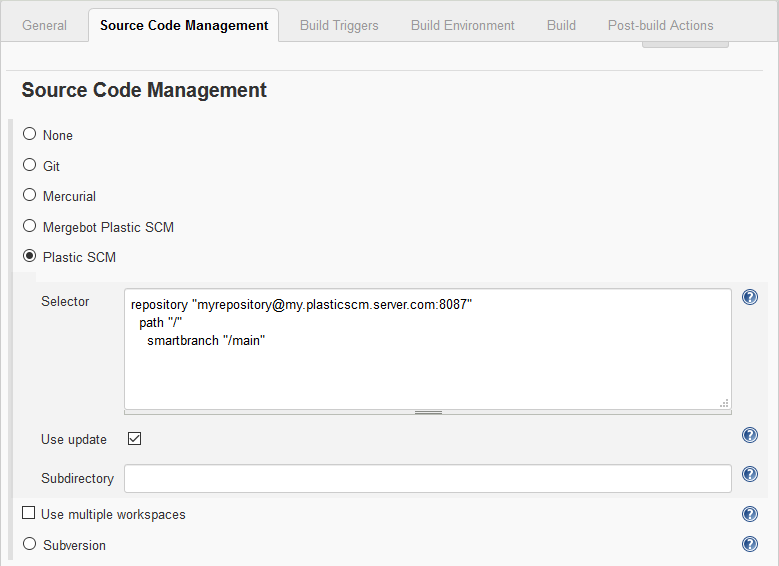 General Source Code Management Build Triggers Build Environment Build Post-build Actions
Source Code Management
None
Git
Mercurial
Mergebot Plastic SCM
Plastic SCM
Selector
repository "myrepository@my.plasticscm.server.com:8087"
path "/"
smartbranch "/main"
Use update
Subdirectory
Use multiple workspaces
Subversion